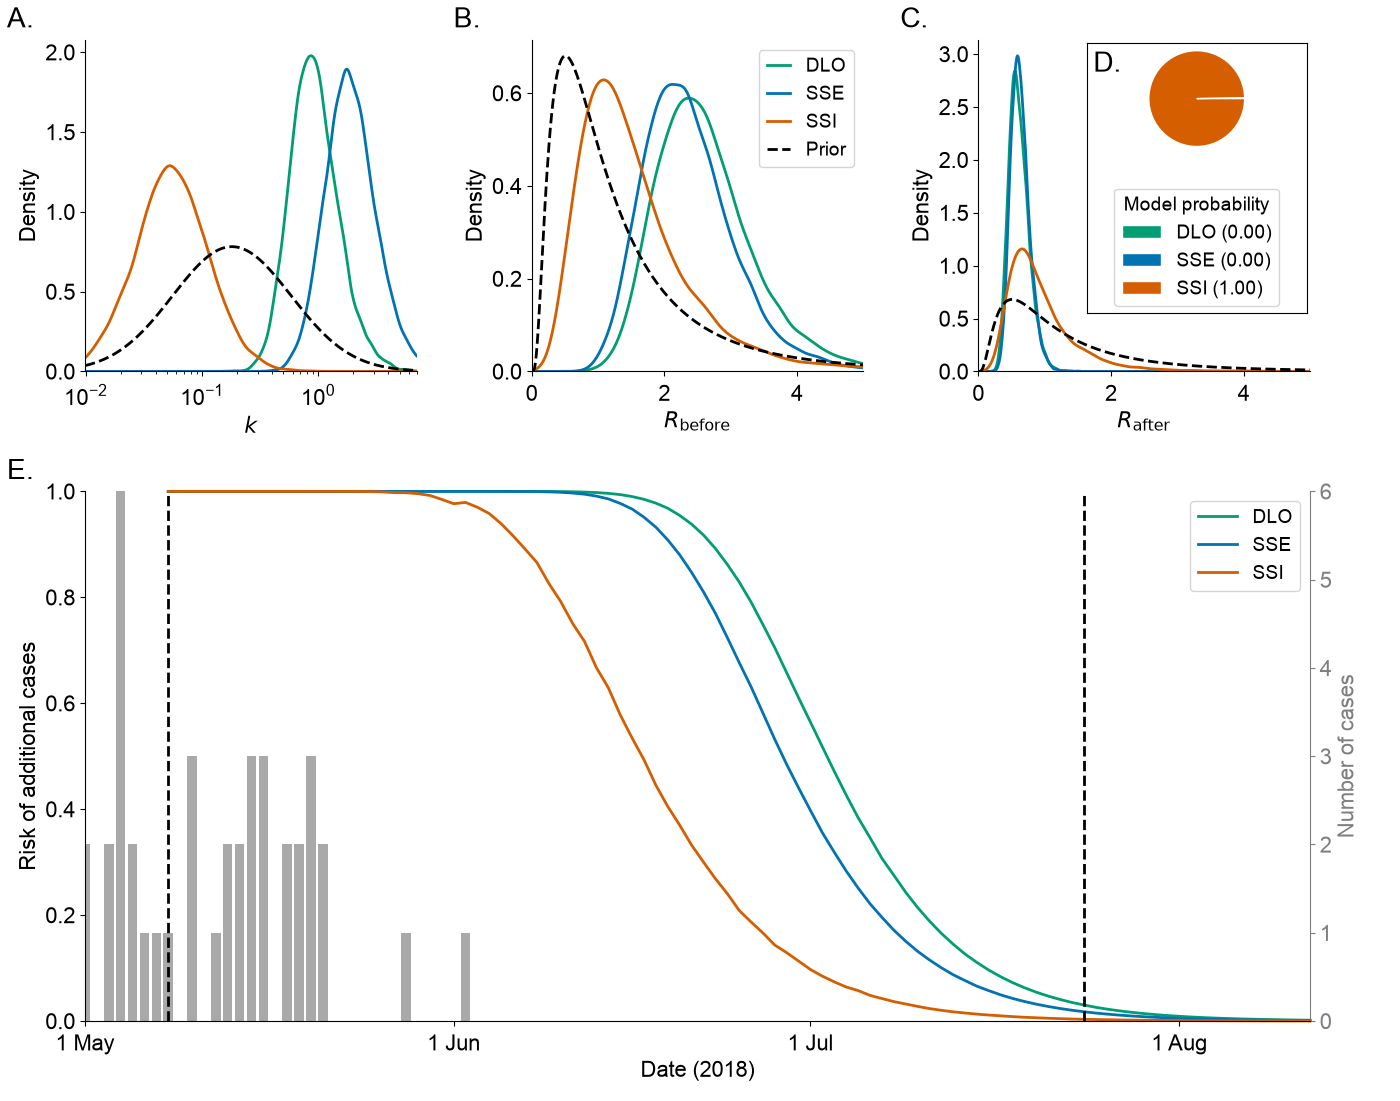 A.
2.0
1.5
1.0
0.5
0.0
Density
10⁻²
10⁻¹
10⁰
k
B.
0.6
0.4
0.2
0.0
Density
0
2
4
R_before
DLO
SSE
SSI
Prior
C.
3.0
2.5
2.0
1.5
1.0
0.5
0.0
Density
0
2
4
R_after
D.
Model probability
DLO (0.00)
SSE (0.00)
SSI (1.00)
E.
1.0
0.8
0.6
0.4
0.2
0.0
Risk of additional cases
1 May
1 Jun
1 Jul
1 Aug
Date (2018)
DLO
SSE
SSI
6
5
4
3
2
1
0
Number of cases